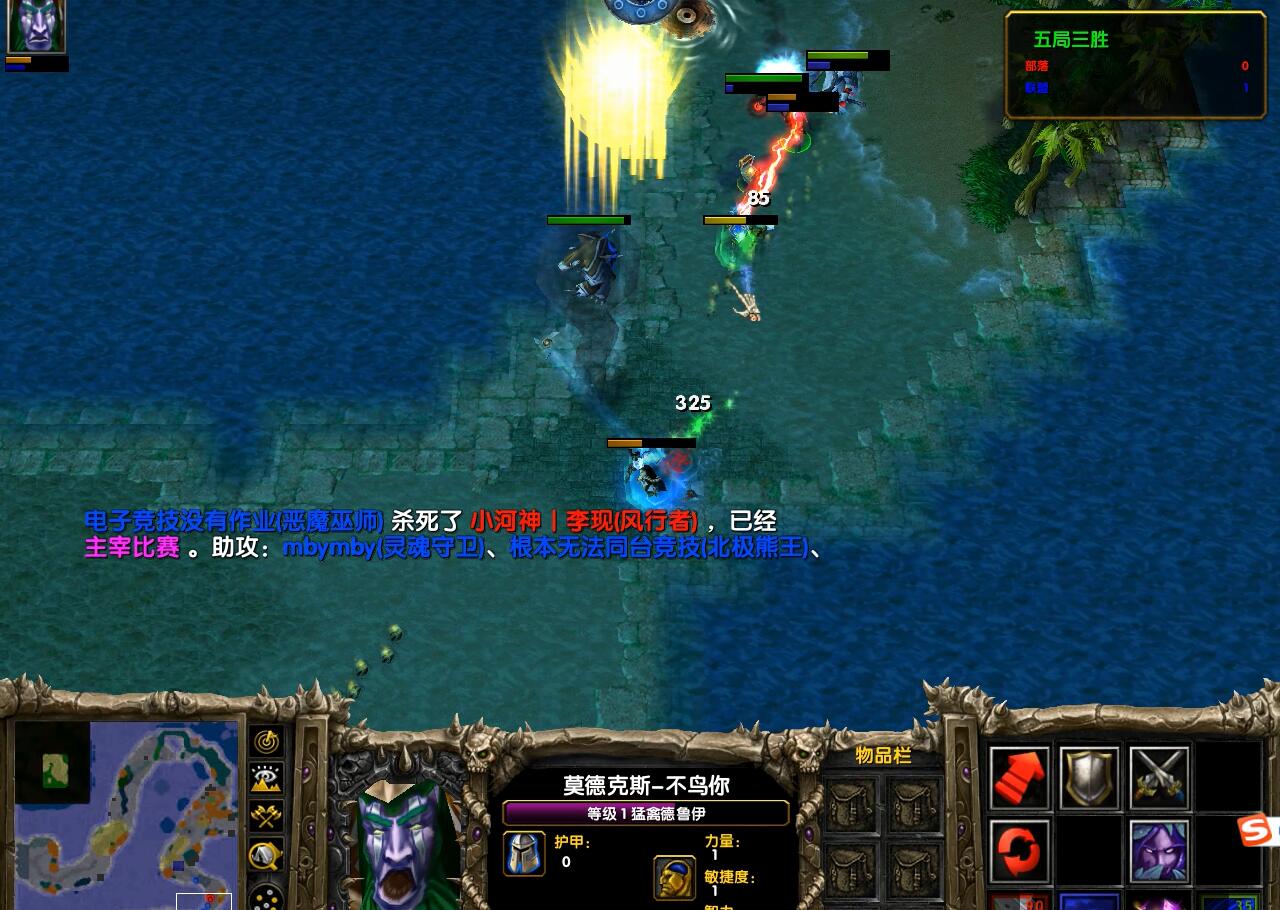 五局三胜
部落 0
联盟 1
85
325
电子竞技没有作业(恶魔巫师) 杀死了 小河神丨李现(风行者) ，已经
主宰比赛 。助攻：mbymby(灵魂守卫)、根本无法同台竞技(北极熊王)、
物品栏
莫德克斯-不鸟你
等级 1 猛禽德鲁伊
护甲:
0
力量:
1
敏捷度:
1
35